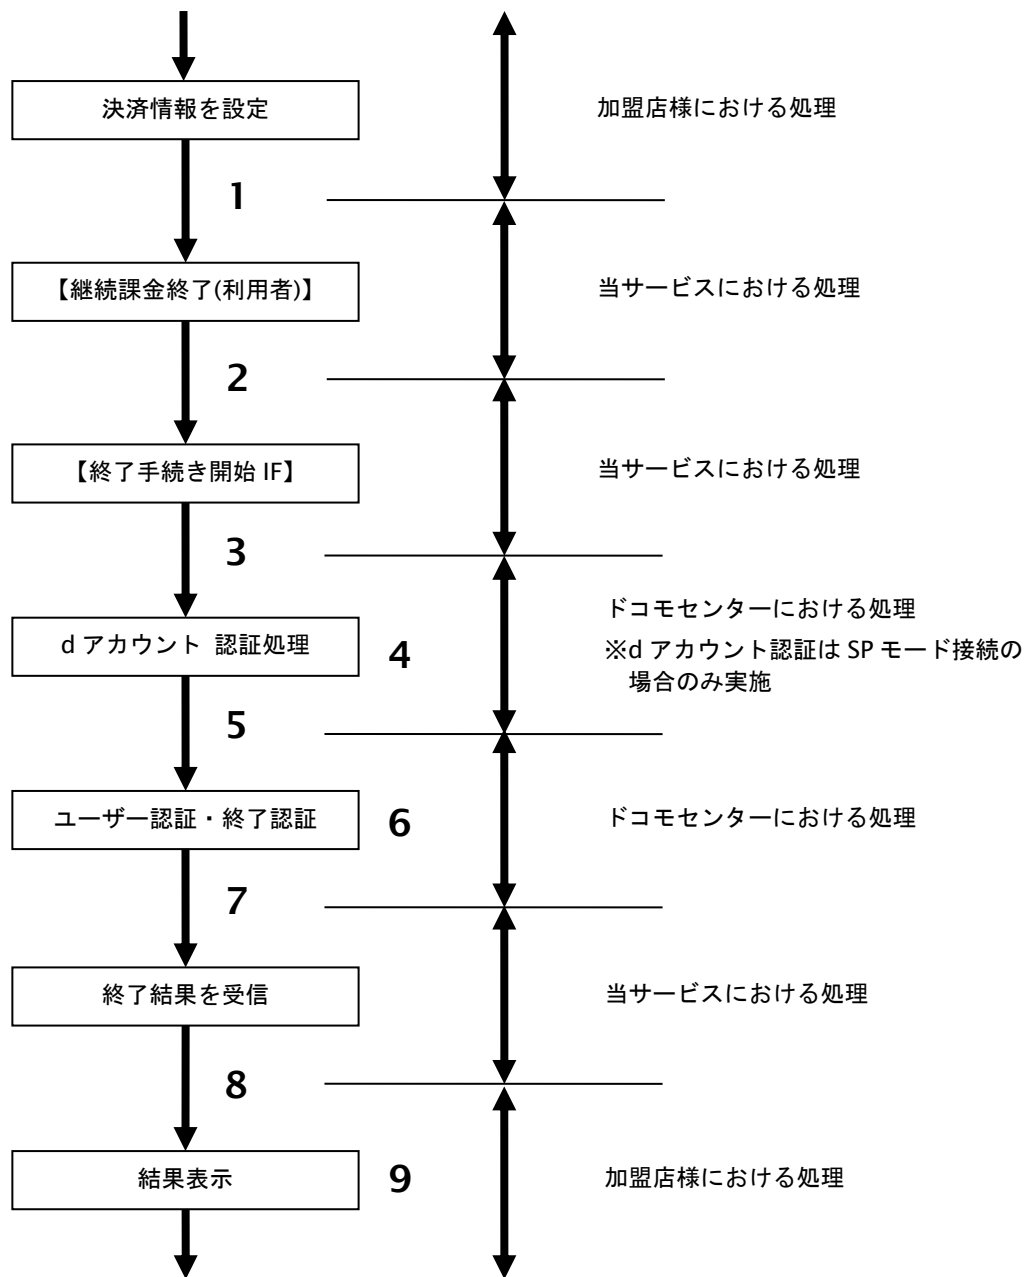 決済情報を設定
加盟店様における処理
1
【継続課金終了(利用者)】
当サービスにおける処理
2
【終了手続き開始 IF】
当サービスにおける処理
3
ドコモセンターにおける処理
d アカウント 認証処理
4
※d アカウント認証は SP モード接続の
場合のみ実施
5
ユーザー認証・終了認証
6
ドコモセンターにおける処理
7
終了結果を受信
当サービスにおける処理
8
結果表示
9
加盟店様における処理